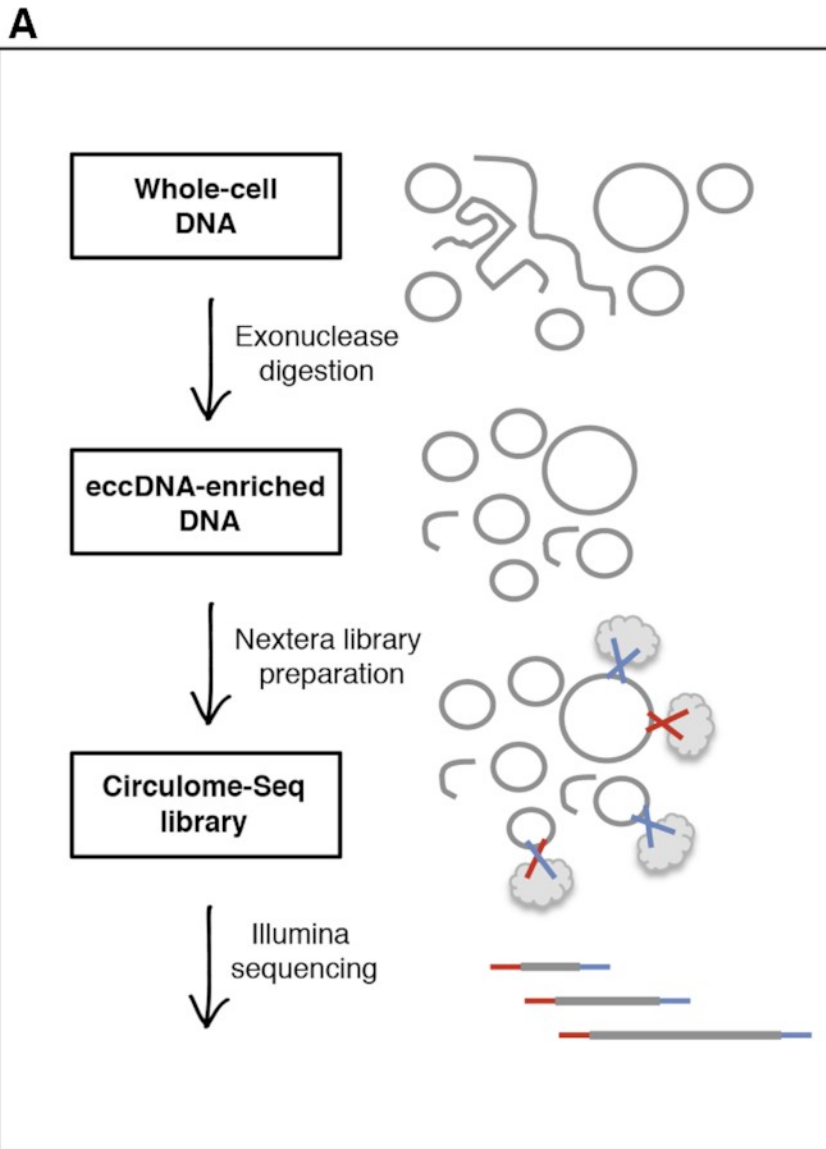 A
Whole-cell
DNA
Exonuclease
digestion
eccDNA-enriched
DNA
Nextera library
preparation
Circulome-Seq
library
Illumina
sequencing